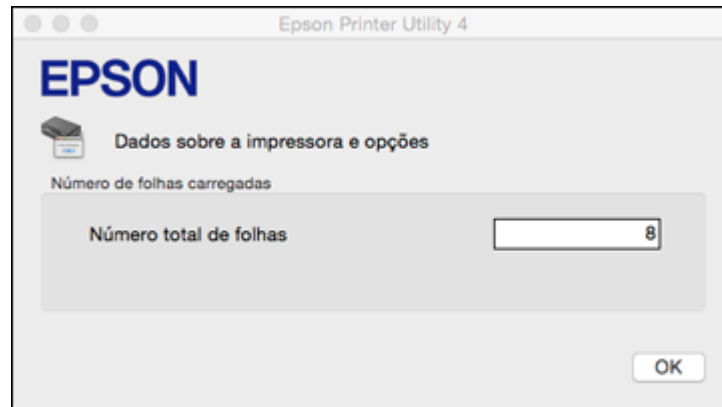 Epson Printer Utility 4
EPSON
Dados sobre a impressora e opções
Número de folhas carregadas
Número total de folhas 8
OK